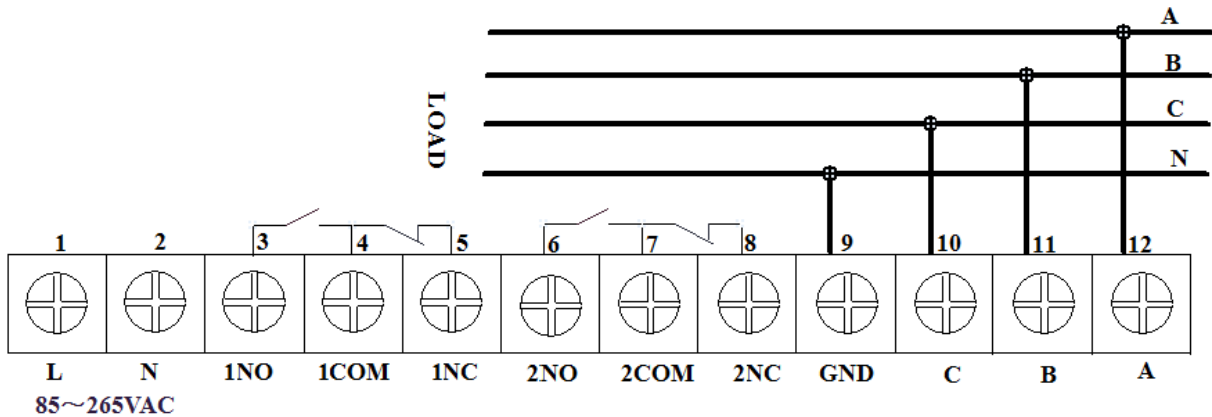 A
B
C
N
LOAD
1 2 3 4 5 6 7 8 9 10 11 12
L N 1NO 1COM 1NC 2NO 2COM 2NC GND C B A
85～265VAC